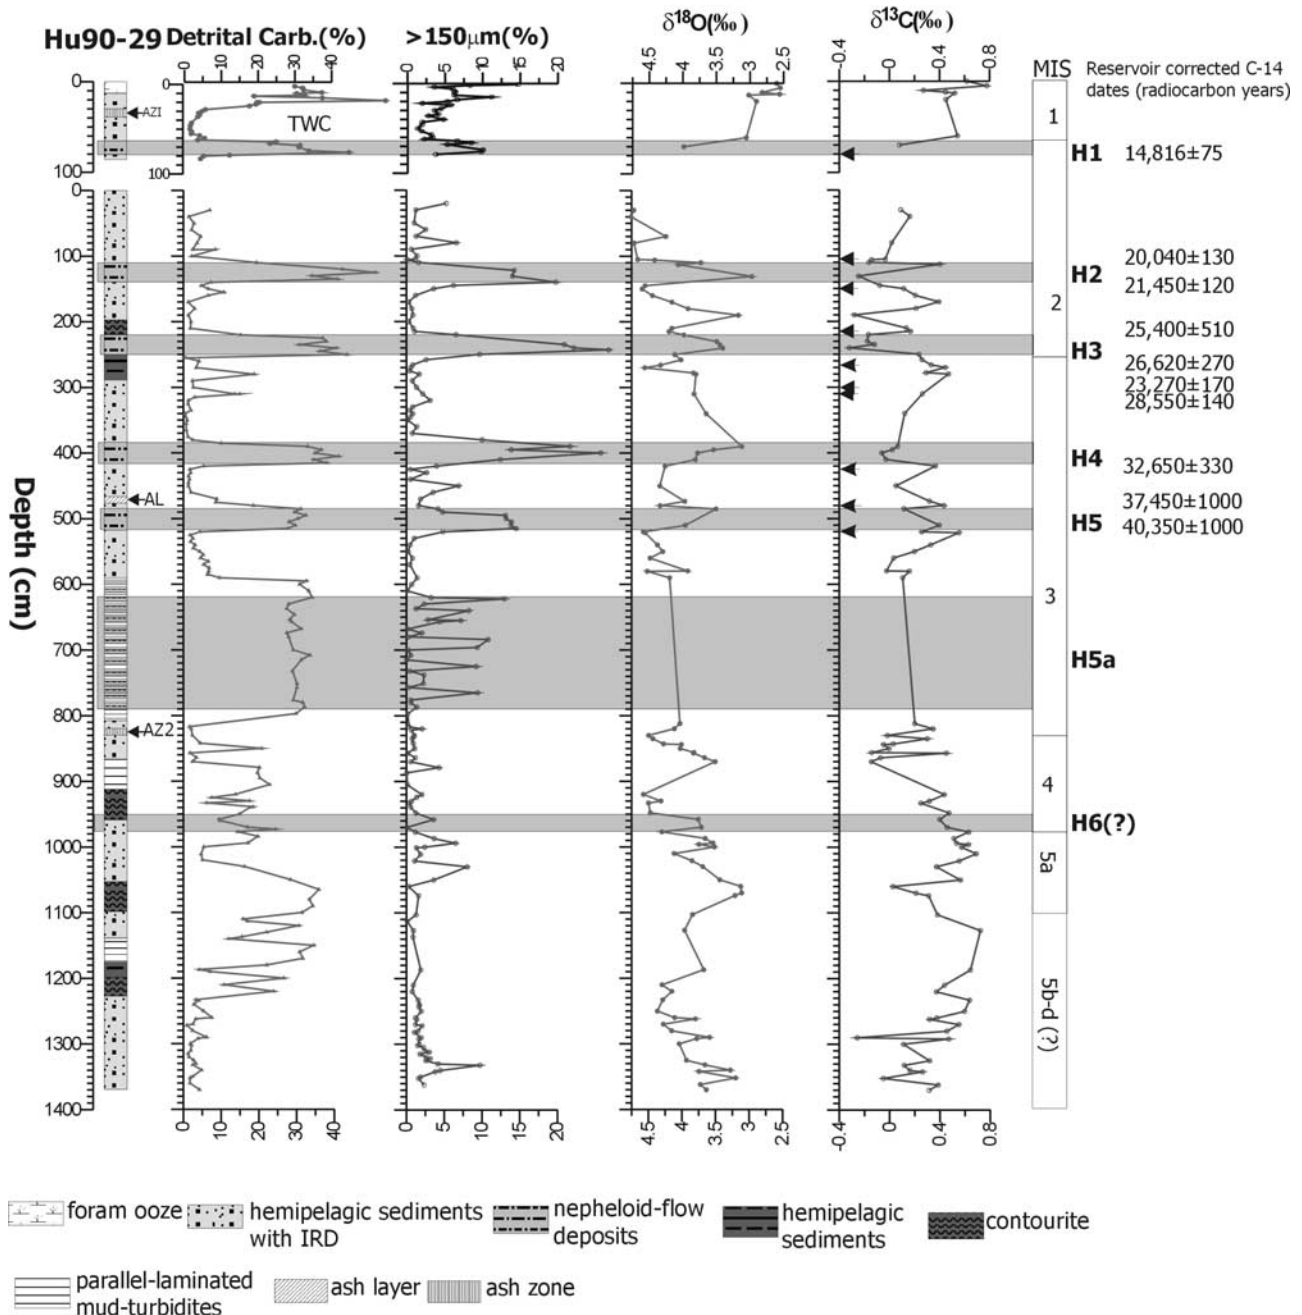 Hu90-29 Detrital Carb.(%) >150μm(%) δ18O(‰) δ13C(‰)
0 10 20 30 40
0 5 10 15 20
4.5 4 3.5 3 2.5
-0.4 0 0.4 0.8
MIS Reservoir corrected C-14
dates (radiocarbon years)
0
0
AZI
TWC
1
100
100
H1 14,816±75
0
100
200
300
400
500
600
700
800
900
1000
1100
1200
1300
1400
Depth (cm)
AL
AZ2
2
3
4
5a
5b-d (?)
20,040±130
H2
21,450±120
25,400±510
H3
26,620±270
23,270±170
28,550±140
H4
32,650±330
37,450±1000
H5
40,350±1000
H5a
H6(?)
0 10 20 30 40
0 5 10 15 20
4.5 4 3.5 2.5
-0.4 0 0.4 0.8
foram ooze
hemipelagic sediments
with IRD
nepheloid-flow
deposits
hemipelagic
sediments
contourite
parallel-laminated
mud-turbidites
ash layer
ash zone